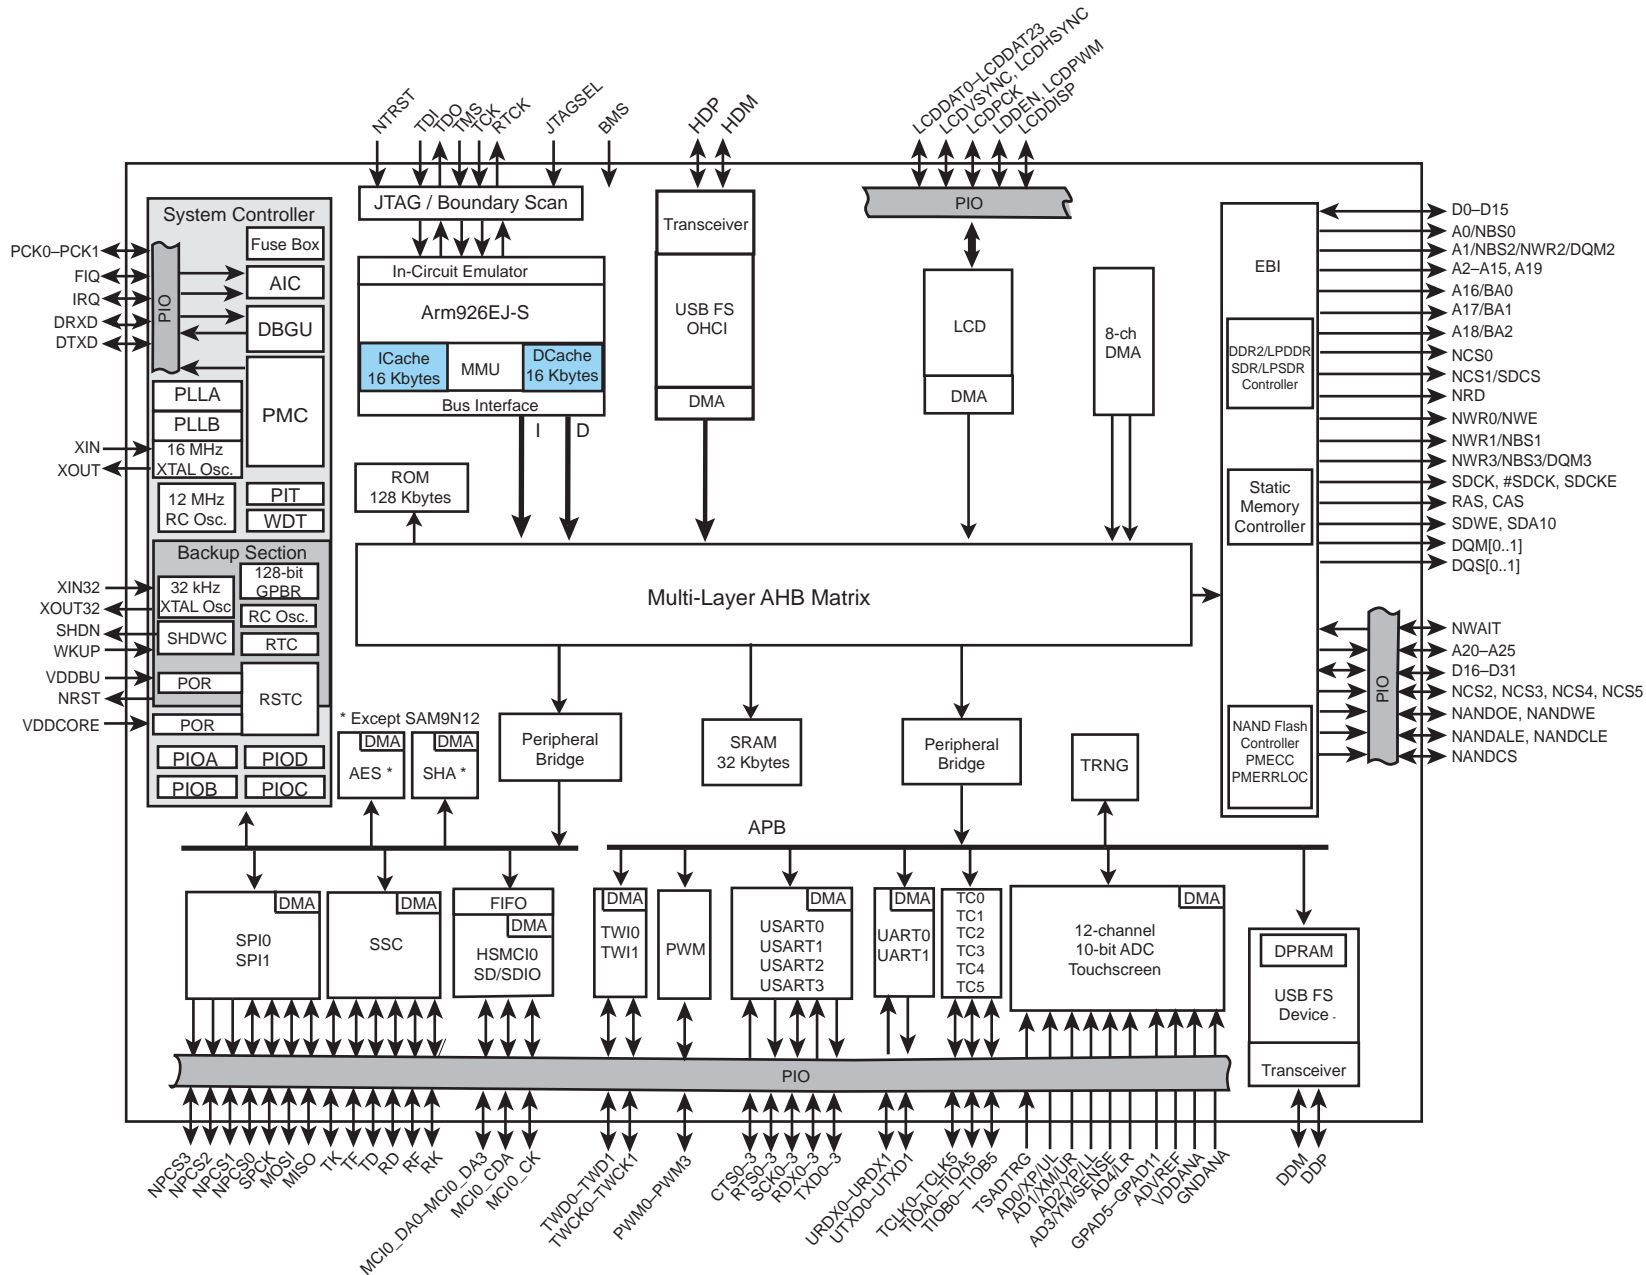 NTRST
TDI
TDO
TMS
TCK
RTCK
JTAGSEL
BMS
HDP
HDM
LCDDAT0–LCDDAT23
LCDVSYNC, LCDHSYNC
LCDPCK
LDDEN, LCDPWM
LCDDISP
JTAG / Boundary Scan
In-Circuit Emulator
Arm926EJ-S
ICache
16 Kbytes
MMU
DCache
16 Kbytes
Bus Interface
I
D
Transceiver
USB FS
OHCI
DMA
PIO
LCD
DMA
8-ch
DMA
System Controller
Fuse Box
PIO
AIC
DBGU
PMC
PLLA
PLLB
16 MHz
XTAL Osc.
12 MHz
RC Osc.
PIT
WDT
Backup Section
32 kHz
XTAL Osc
128-bit
GPBR
RC Osc.
SHDWC
RTC
POR
RSTC
POR
PIOA
PIOD
PIOB
PIOC
PCK0–PCK1
FIQ
IRQ
DRXD
DTXD
XIN
XOUT
XIN32
XOUT32
SHDN
WKUP
VDDBU
NRST
VDDCORE
ROM
128 Kbytes
Multi-Layer AHB Matrix
EBI
DDR2/LPDDR
SDR/LPSDR
Controller
Static
Memory
Controller
NAND Flash
Controller
PMECC
PMERRLOC
PIO
D0–D15
A0/NBS0
A1/NBS2/NWR2/DQM2
A2–A15, A19
A16/BA0
A17/BA1
A18/BA2
NCS0
NCS1/SDCS
NRD
NWR0/NWE
NWR1/NBS1
NWR3/NBS3/DQM3
SDCK, #SDCK, SDCKE
RAS, CAS
SDWE, SDA10
DQM[0..1]
DQS[0..1]
NWAIT
A20–A25
D16–D31
NCS2, NCS3, NCS4, NCS5
NANDOE, NANDWE
NANDALE, NANDCLE
NANDCS
* Except SAM9N12
DMA
AES *
DMA
SHA *
Peripheral
Bridge
SRAM
32 Kbytes
Peripheral
Bridge
TRNG
APB
DMA
SPI0
SPI1
DMA
SSC
FIFO
DMA
HSMCI0
SD/SDIO
DMA
TWI0
TWI1
PWM
DMA
USART0
USART1
USART2
USART3
DMA
UART0
UART1
TC0
TC1
TC2
TC3
TC4
TC5
DMA
12-channel
10-bit ADC
Touchscreen
DPRAM
USB FS
Device
Transceiver
PIO
NPCS3
NPCS2
NPCS1
NPCS0
SPCK
MOSI
MISO
TK
TF
TD
RD
RF
RK
MCI0_DA0–MCI0_DA3
MCI0_CDA
MCI0_CK
TWD0–TWD1
TWCK0–TWCK1
PWM0–PWM3
CTS0–3
RTS0–3
SCK0–3
RDX0–3
TXD0–3
URDX0–URDX1
UTXD0–UTXD1
TCLK0–TCLK5
TIOA0–TIOA5
TIOB0–TIOB5
TSADTRG
AD0/XP/UL
AD1/XM/UR
AD2/YP/LL
AD3/YM/SENSE
AD4/LR
GPAD5–GPAD11
ADVREF
VDDANA
GNDANA
DDM
DDP